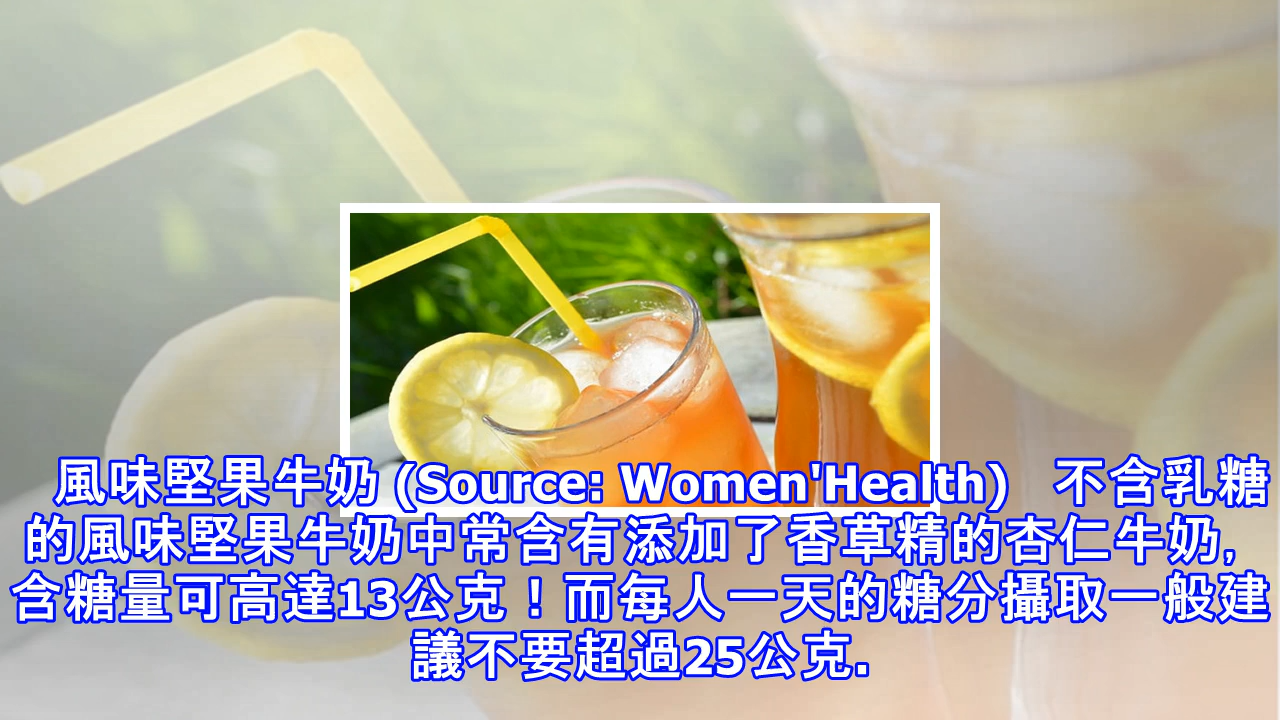 風味堅果牛奶 (Source: Women'Health) 不含乳糖
的風味堅果牛奶中常含有添加了香草精的杏仁牛奶,
含糖量可高達13公克！而每人一天的糖分攝取一般建
議不要超過25公克.